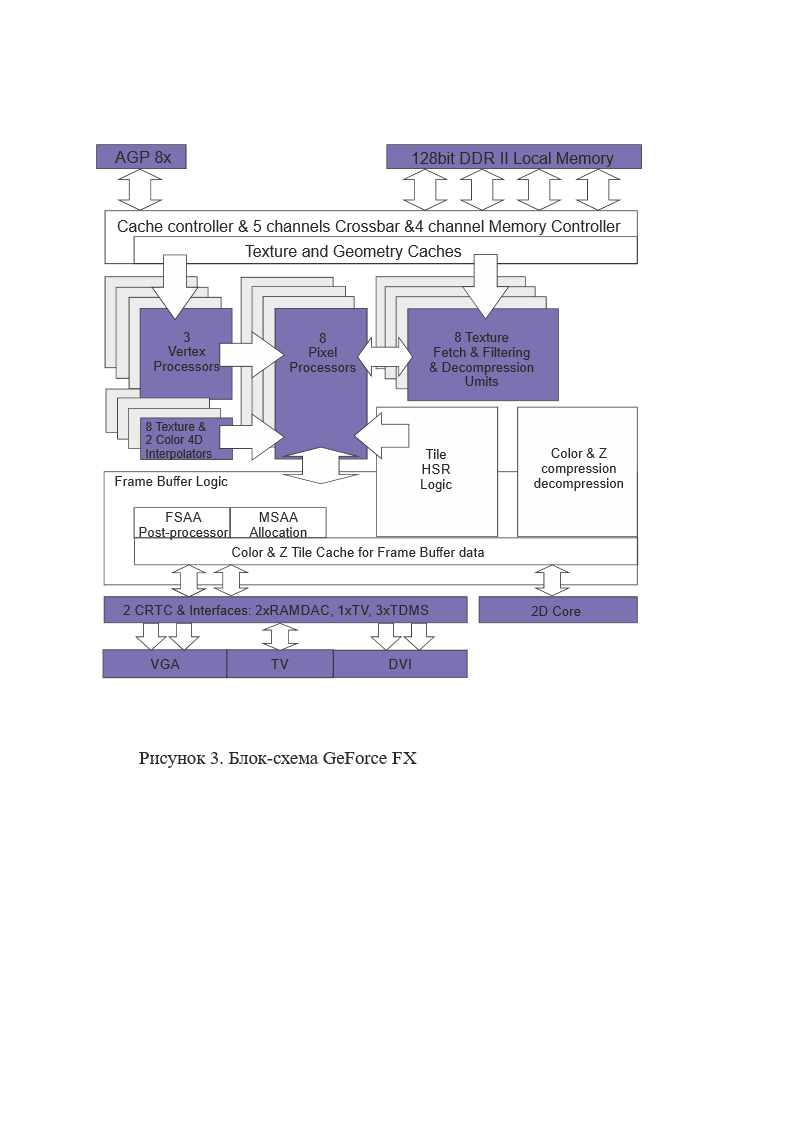 AGP 8x
128bit DDR II Local Memory
Cache controller & 5 channels Crossbar &4 channel Memory Controller
Texture and Geometry Caches
3
Vertex
Processors
8
Pixel
Processors
8 Texture
Fetch & Filtering
& Decompression
Umits
8 Texture &
2 Color 4D
Interpolators
Tile
HSR
Logic
Color & Z
compression
decompression
Frame Buffer Logic
FSAA
Post-processor
MSAA
Allocation
Color & Z Tile Cache for Frame Buffer data
2 CRTC & Interfaces: 2xRAMDAC, 1xTV, 3xTDMS
2D Core
VGA
TV
DVI
Рисунок 3. Блок-схема GeForce FX